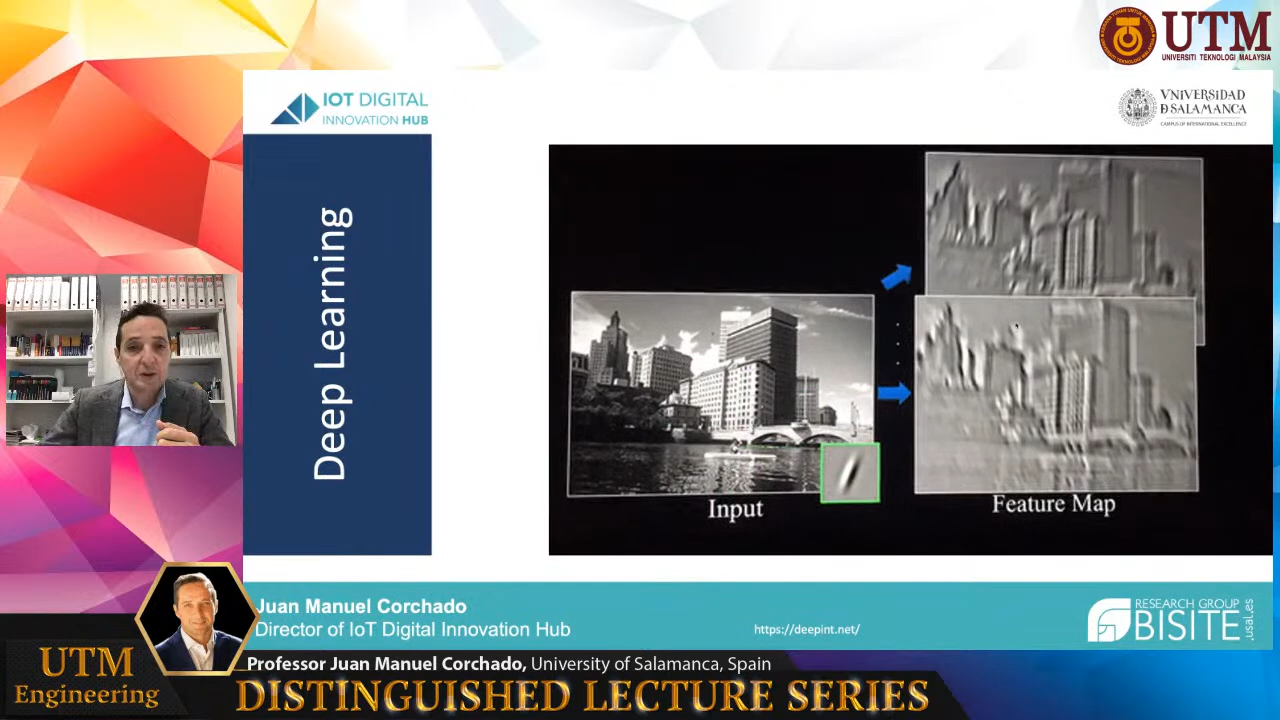 UTM
UNIVERSITI TEKNOLOGI MALAYSIA
IOT DIGITAL
INNOVATION HUB
VNIVERSIDAD
D SALAMANCA
CAMPUS OF INTERNATIONAL EXCELLENCE
Deep Learning
Input
Feature Map
Juan Manuel Corchado
Director of IoT Digital Innovation Hub
https://deepint.net/
RESEARCH GROUP
BISITE
.usal.es
Professor Juan Manuel Corchado, University of Salamanca, Spain
UTM
Engineering
DISTINGUISHED LECTURE SERIES